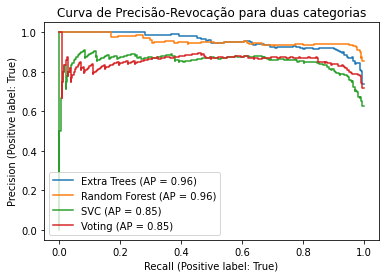 Curva de Precisão-Revocação para duas categorias
Precision (Positive label: True)
1.0
0.8
0.6
0.4
0.2
0.0
Extra Trees (AP = 0.96)
Random Forest (AP = 0.96)
SVC (AP = 0.85)
Voting (AP = 0.85)
0.0 0.2 0.4 0.6 0.8 1.0
Recall (Positive label: True)